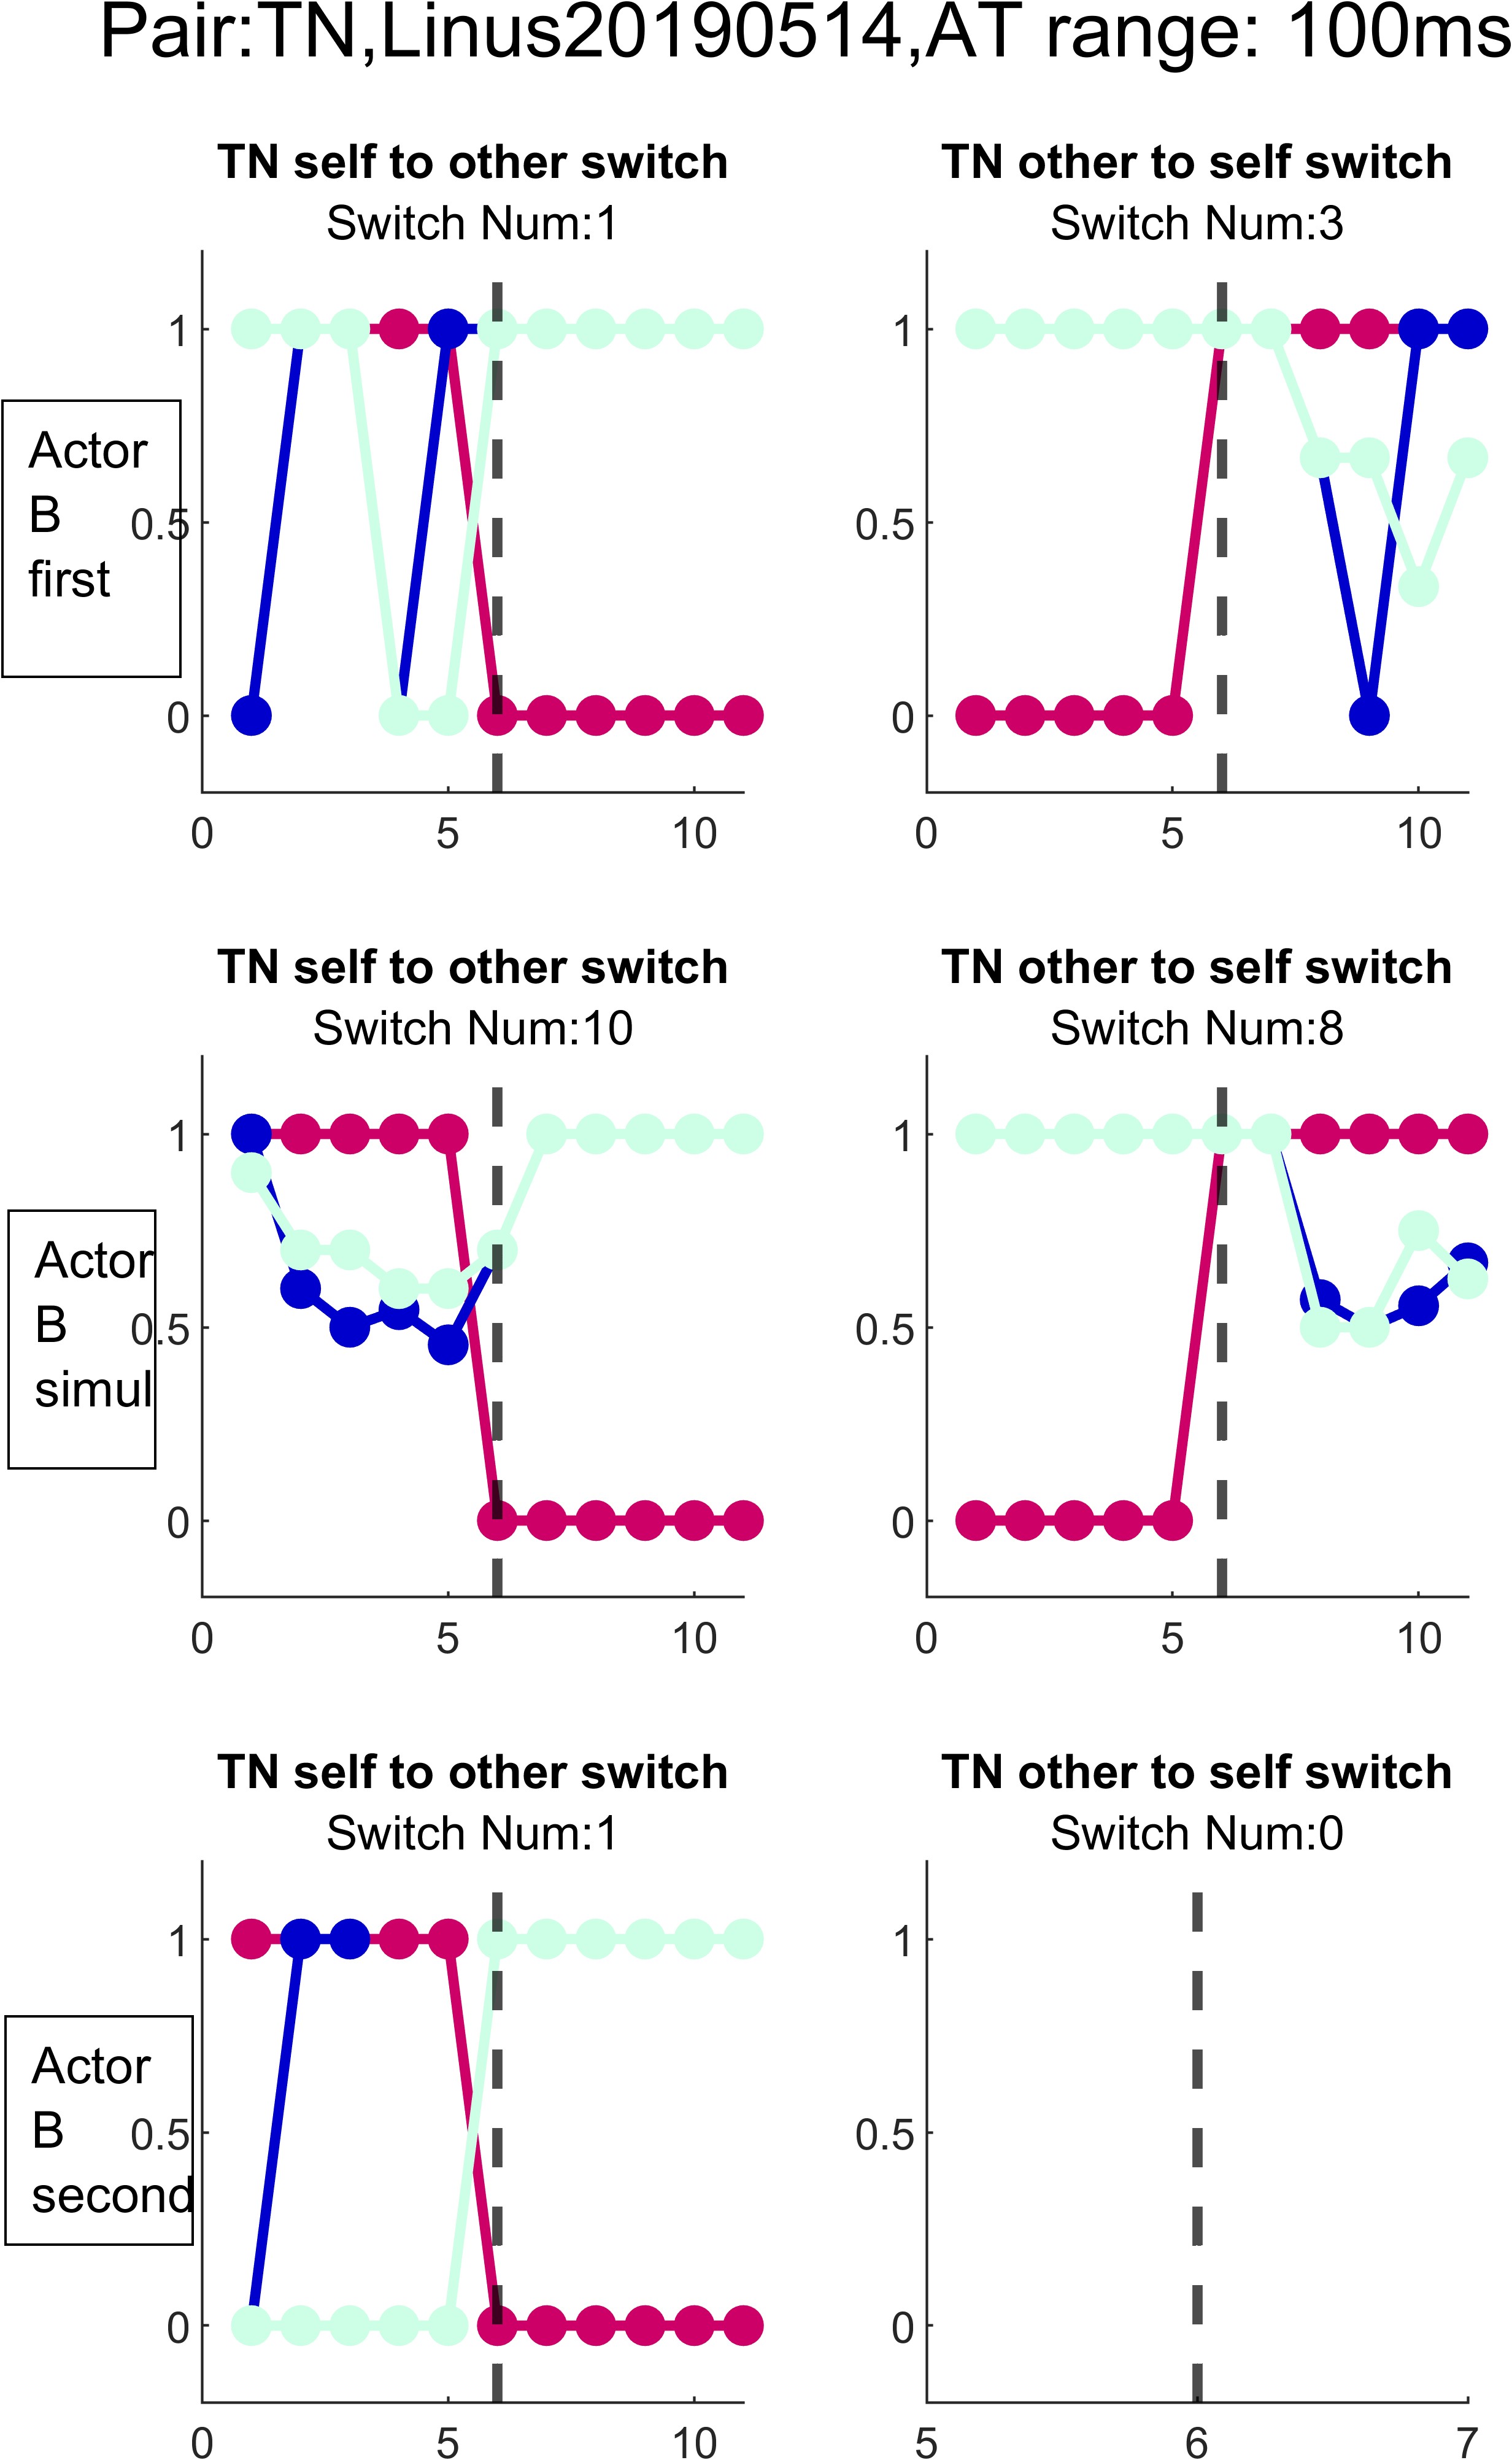 Pair:TN,Linus20190514,AT range: 100ms
TN self to other switch
Switch Num:1
TN other to self switch
Switch Num:3
Actor
B
first
1
0.5
0
0
5
10
1
0.5
0
0
5
10
TN self to other switch
Switch Num:10
TN other to self switch
Switch Num:8
Actor
B
simul
1
0.5
0
0
5
10
1
0.5
0
0
5
10
TN self to other switch
Switch Num:1
TN other to self switch
Switch Num:0
Actor
B
second
1
0.5
0
0
5
10
1
0.5
0
5
6
7